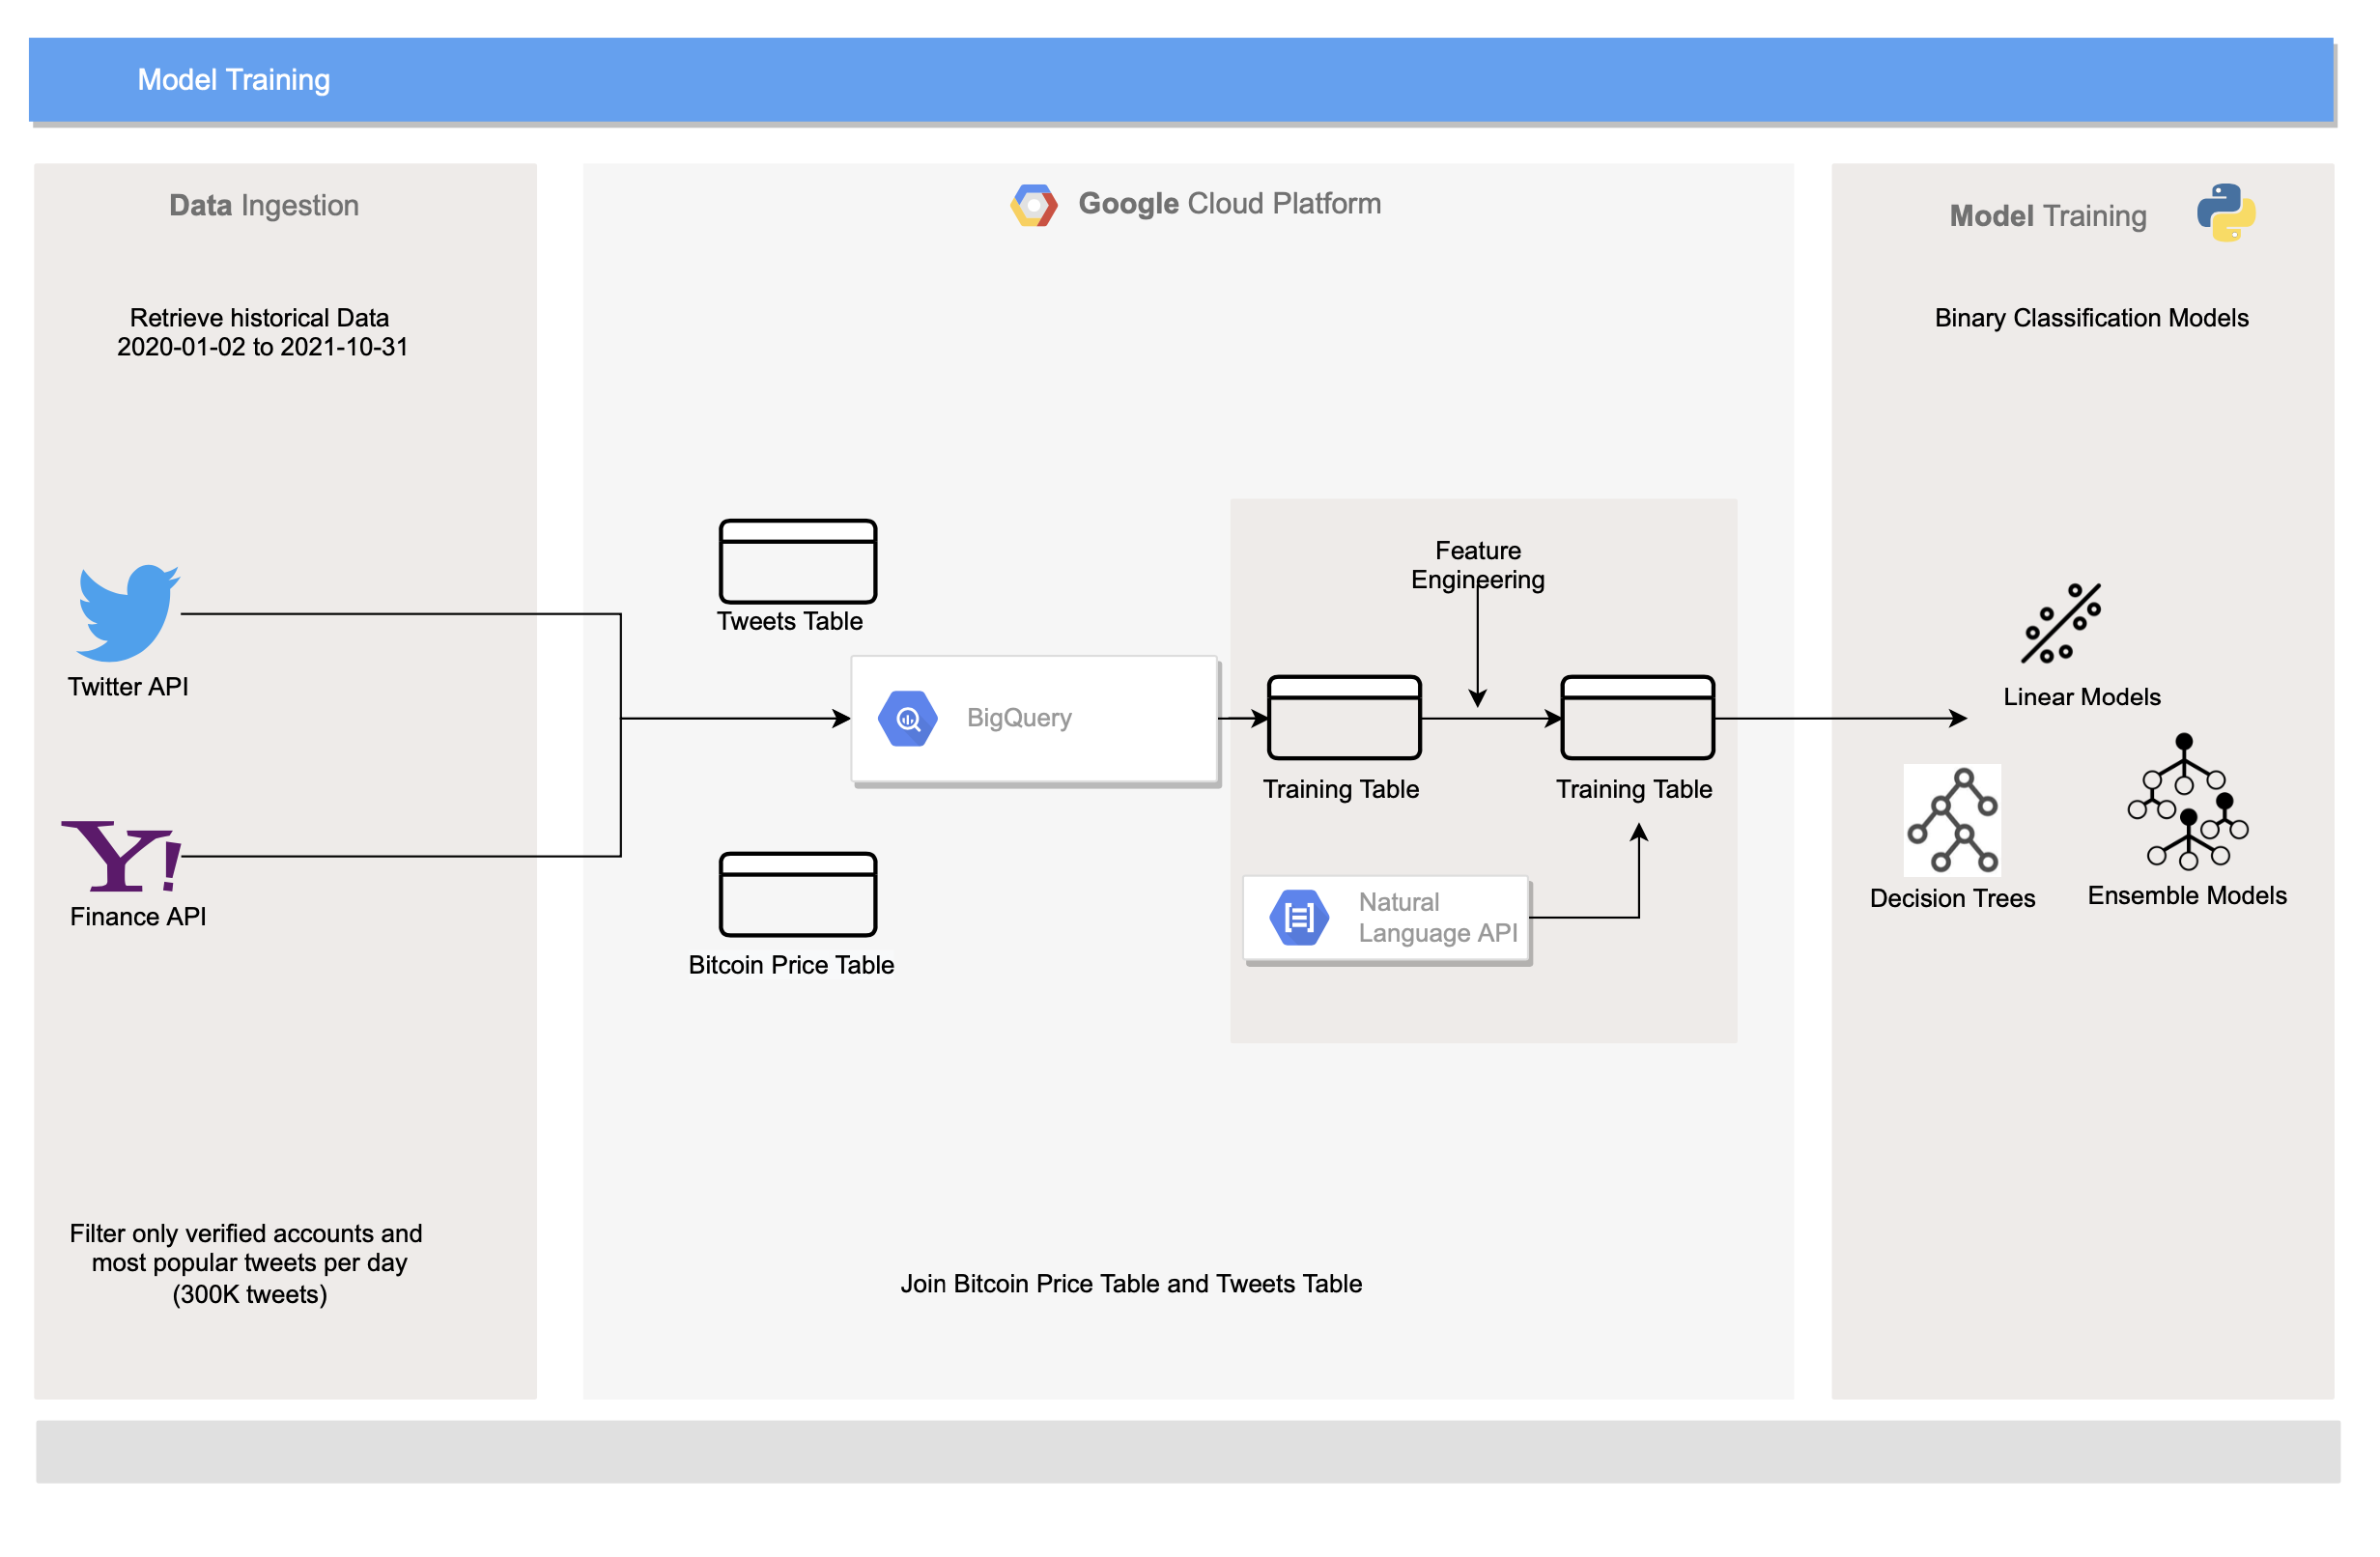 Model Training
Data Ingestion
Retrieve historical Data
2020-01-02 to 2021-10-31
Twitter API
Y!
Finance API
Filter only verified accounts and
most popular tweets per day
(300K tweets)
Google Cloud Platform
Tweets Table
BigQuery
Bitcoin Price Table
Feature
Engineering
Training Table
Training Table
Natural
Language API
Join Bitcoin Price Table and Tweets Table
Model Training
Binary Classification Models
Linear Models
Decision Trees
Ensemble Models